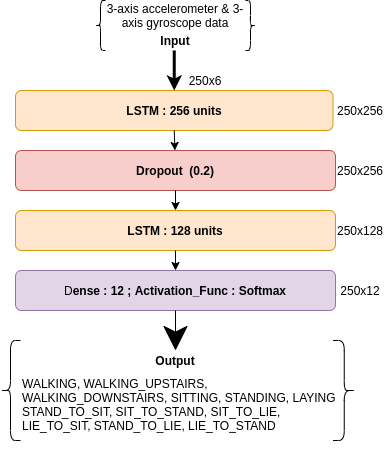 3-axis accelerometer & 3-
axis gyroscope data
Input
250x6
LSTM : 256 units
250x256
Dropout (0.2)
250x256
LSTM : 128 units
250x128
Dense : 12 ; Activation_Func : Softmax
250x12
Output
WALKING, WALKING_UPSTAIRS,
WALKING_DOWNSTAIRS, SITTING, STANDING, LAYING
STAND_TO_SIT, SIT_TO_STAND, SIT_TO_LIE,
LIE_TO_SIT, STAND_TO_LIE, LIE_TO_STAND